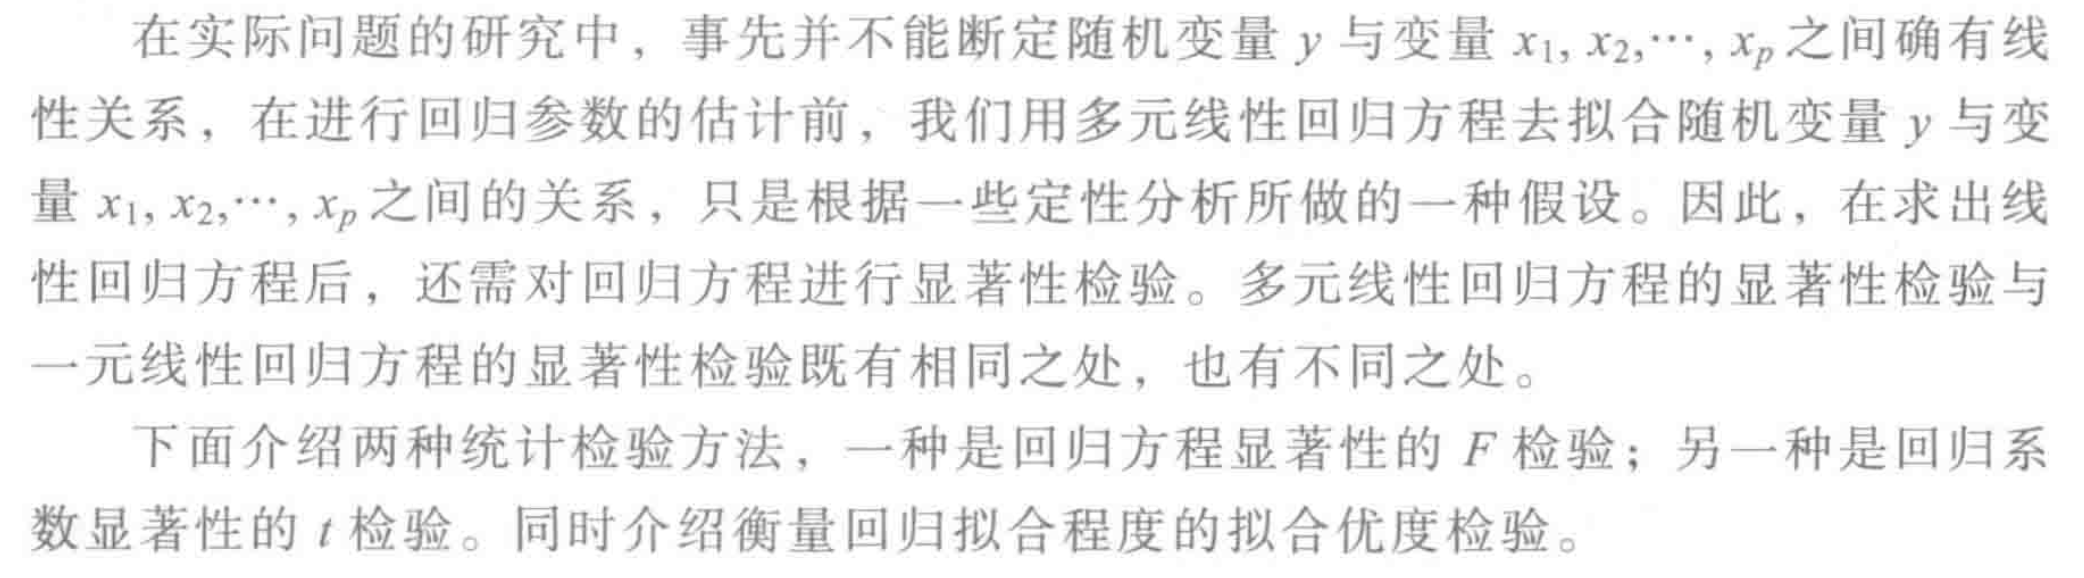 在实际问题的研究中，事先并不能断定随机变量 y 与变量 x₁, x₂,⋯, xₚ之间确有线
性关系，在进行回归参数的估计前，我们用多元线性回归方程去拟合随机变量 y 与变
量 x₁, x₂,⋯, xₚ之间的关系，只是根据一些定性分析所做的一种假设。因此，在求出线
性回归方程后，还需对回归方程进行显著性检验。多元线性回归方程的显著性检验与
一元线性回归方程的显著性检验既有相同之处，也有不同之处。
下面介绍两种统计检验方法，一种是回归方程显著性的 F 检验；另一种是回归系
数显著性的 t 检验。同时介绍衡量回归拟合程度的拟合优度检验。